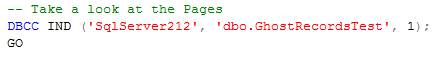 -- Take a look at the Pages
DBCC IND ('SqlServer212', 'dbo.GhostRecordsTest', 1);
GO